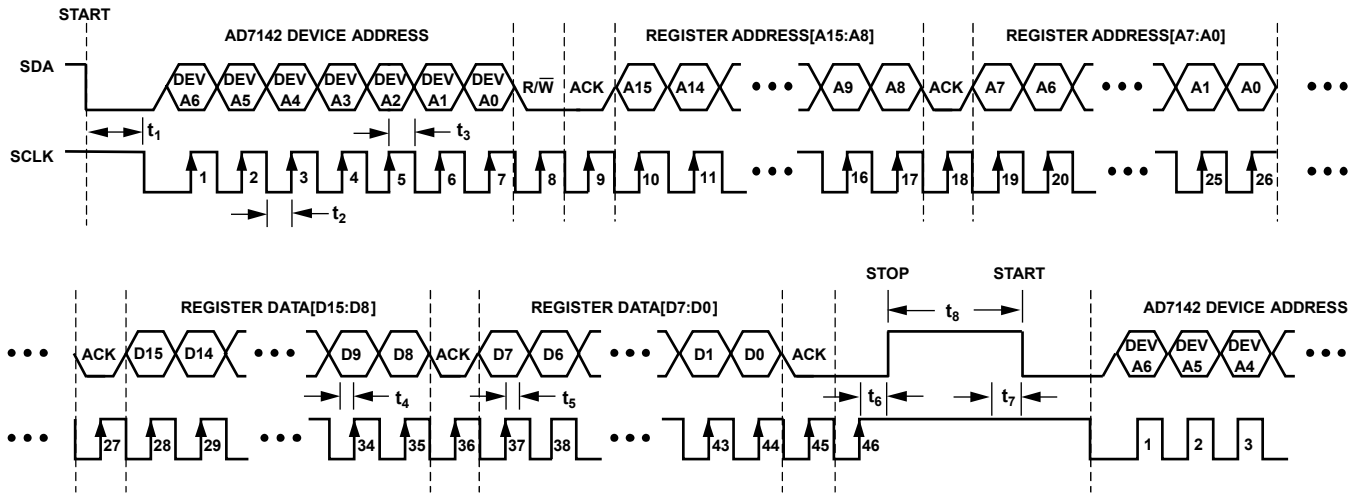 START
AD7142 DEVICE ADDRESS REGISTER ADDRESS[A15:A8] REGISTER ADDRESS[A7:A0]
SDA DEV A6 DEV A5 DEV A4 DEV A3 DEV A2 DEV A1 DEV A0 R/W ACK A15 A14 A9 A8 ACK A7 A6 A1 A0
t1 t3
SCLK 1 2 3 4 5 6 7 8 9 10 11 16 17 18 19 20 25 26
t2
STOP START
REGISTER DATA[D15:D8] REGISTER DATA[D7:D0] t8 AD7142 DEVICE ADDRESS
ACK D15 D14 D9 D8 ACK D7 D6 D1 D0 ACK DEV A6 DEV A5 DEV A4
t4 t5 t6 t7
27 28 29 34 35 36 37 38 43 44 45 46 1 2 3